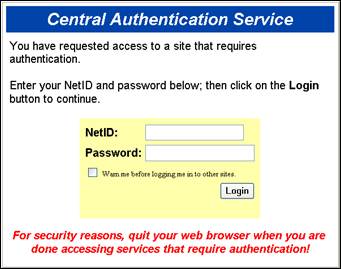 Central Authentication Service
You have requested access to a site that requires
authentication.
Enter your NetID and password below; then click on the Login
button to continue.
NetID:
Password:
Warn me before logging me in to other sites.
Login
For security reasons, quit your web browser when you are
done accessing services that require authentication!